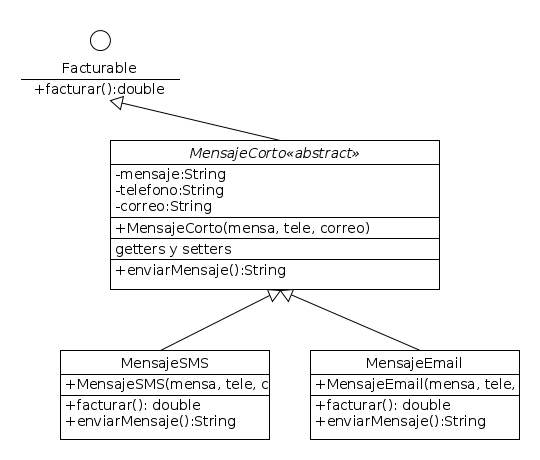 Facturable
+facturar():double
MensajeCorto«abstract»
-mensaje:String
-telefono:String
-correo:String
+MensajeCorto(mensa, tele, correo)
getters y setters
+enviarMensaje():String
MensajeSMS
+MensajeSMS(mensa, tele, c
+facturar(): double
+enviarMensaje():String
MensajeEmail
+MensajeEmail(mensa, tele,
+facturar(): double
+enviarMensaje():String